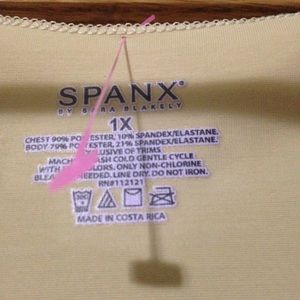 SPANX®
BY SARA BLAKELY
1X
CHEST 90% POLYESTER, 10% SPANDEX/ELASTANE.
BODY 79% POLYESTER, 21% SPANDEX/ELASTANE.
EXCLUSIVE OF TRIMS
MACHINE WASH COLD GENTLE CYCLE
WITH COLORS. ONLY NON-CHLORINE
BLEACH NEEDED. LINE DRY. DO NOT IRON.
RN#112121
MADE IN COSTA RICA